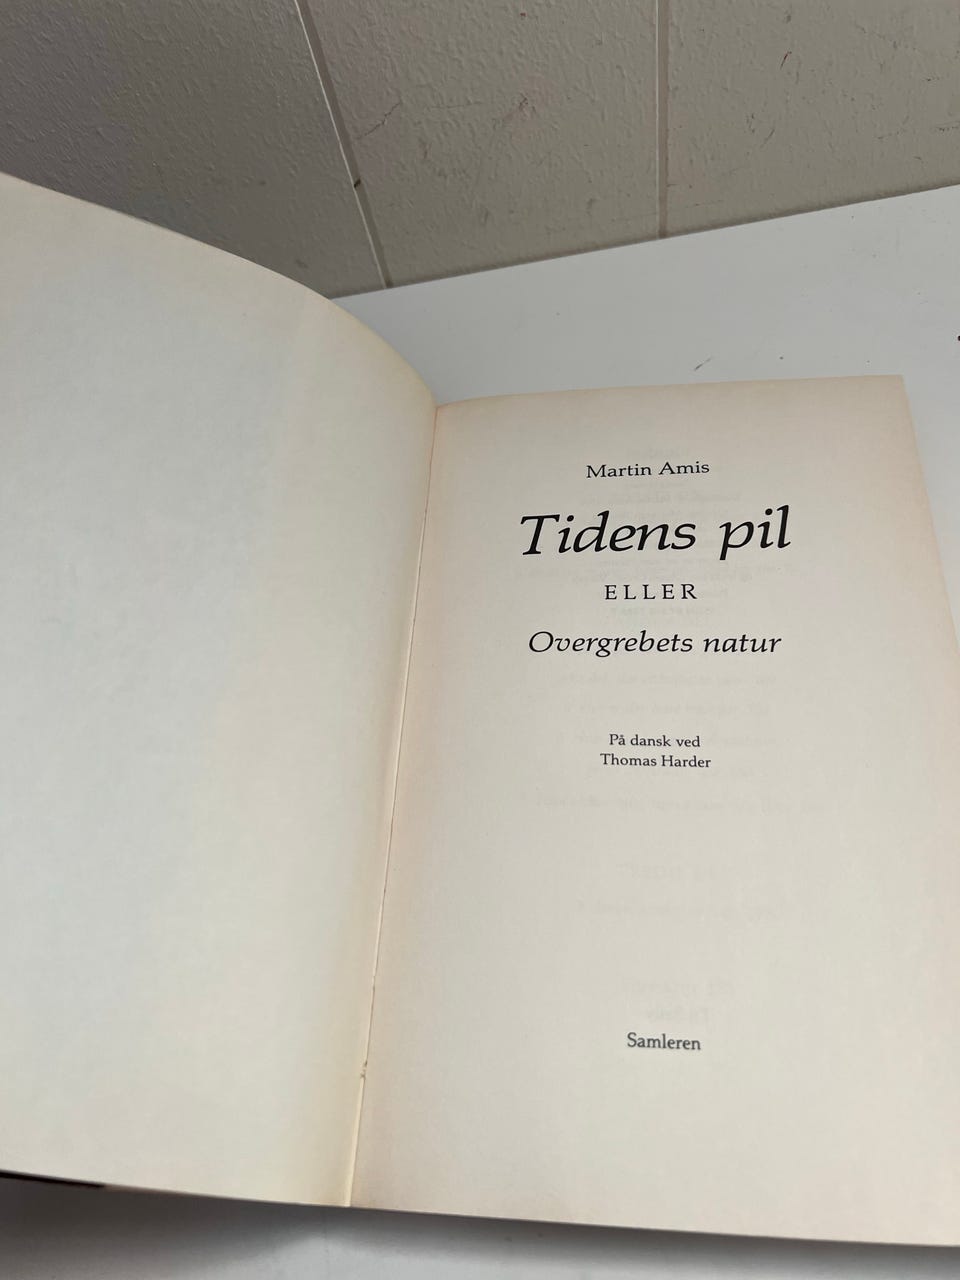 Martin Amis
Tidens pil
ELLER
Overgrebets natur
På dansk ved
Thomas Harder
Samleren